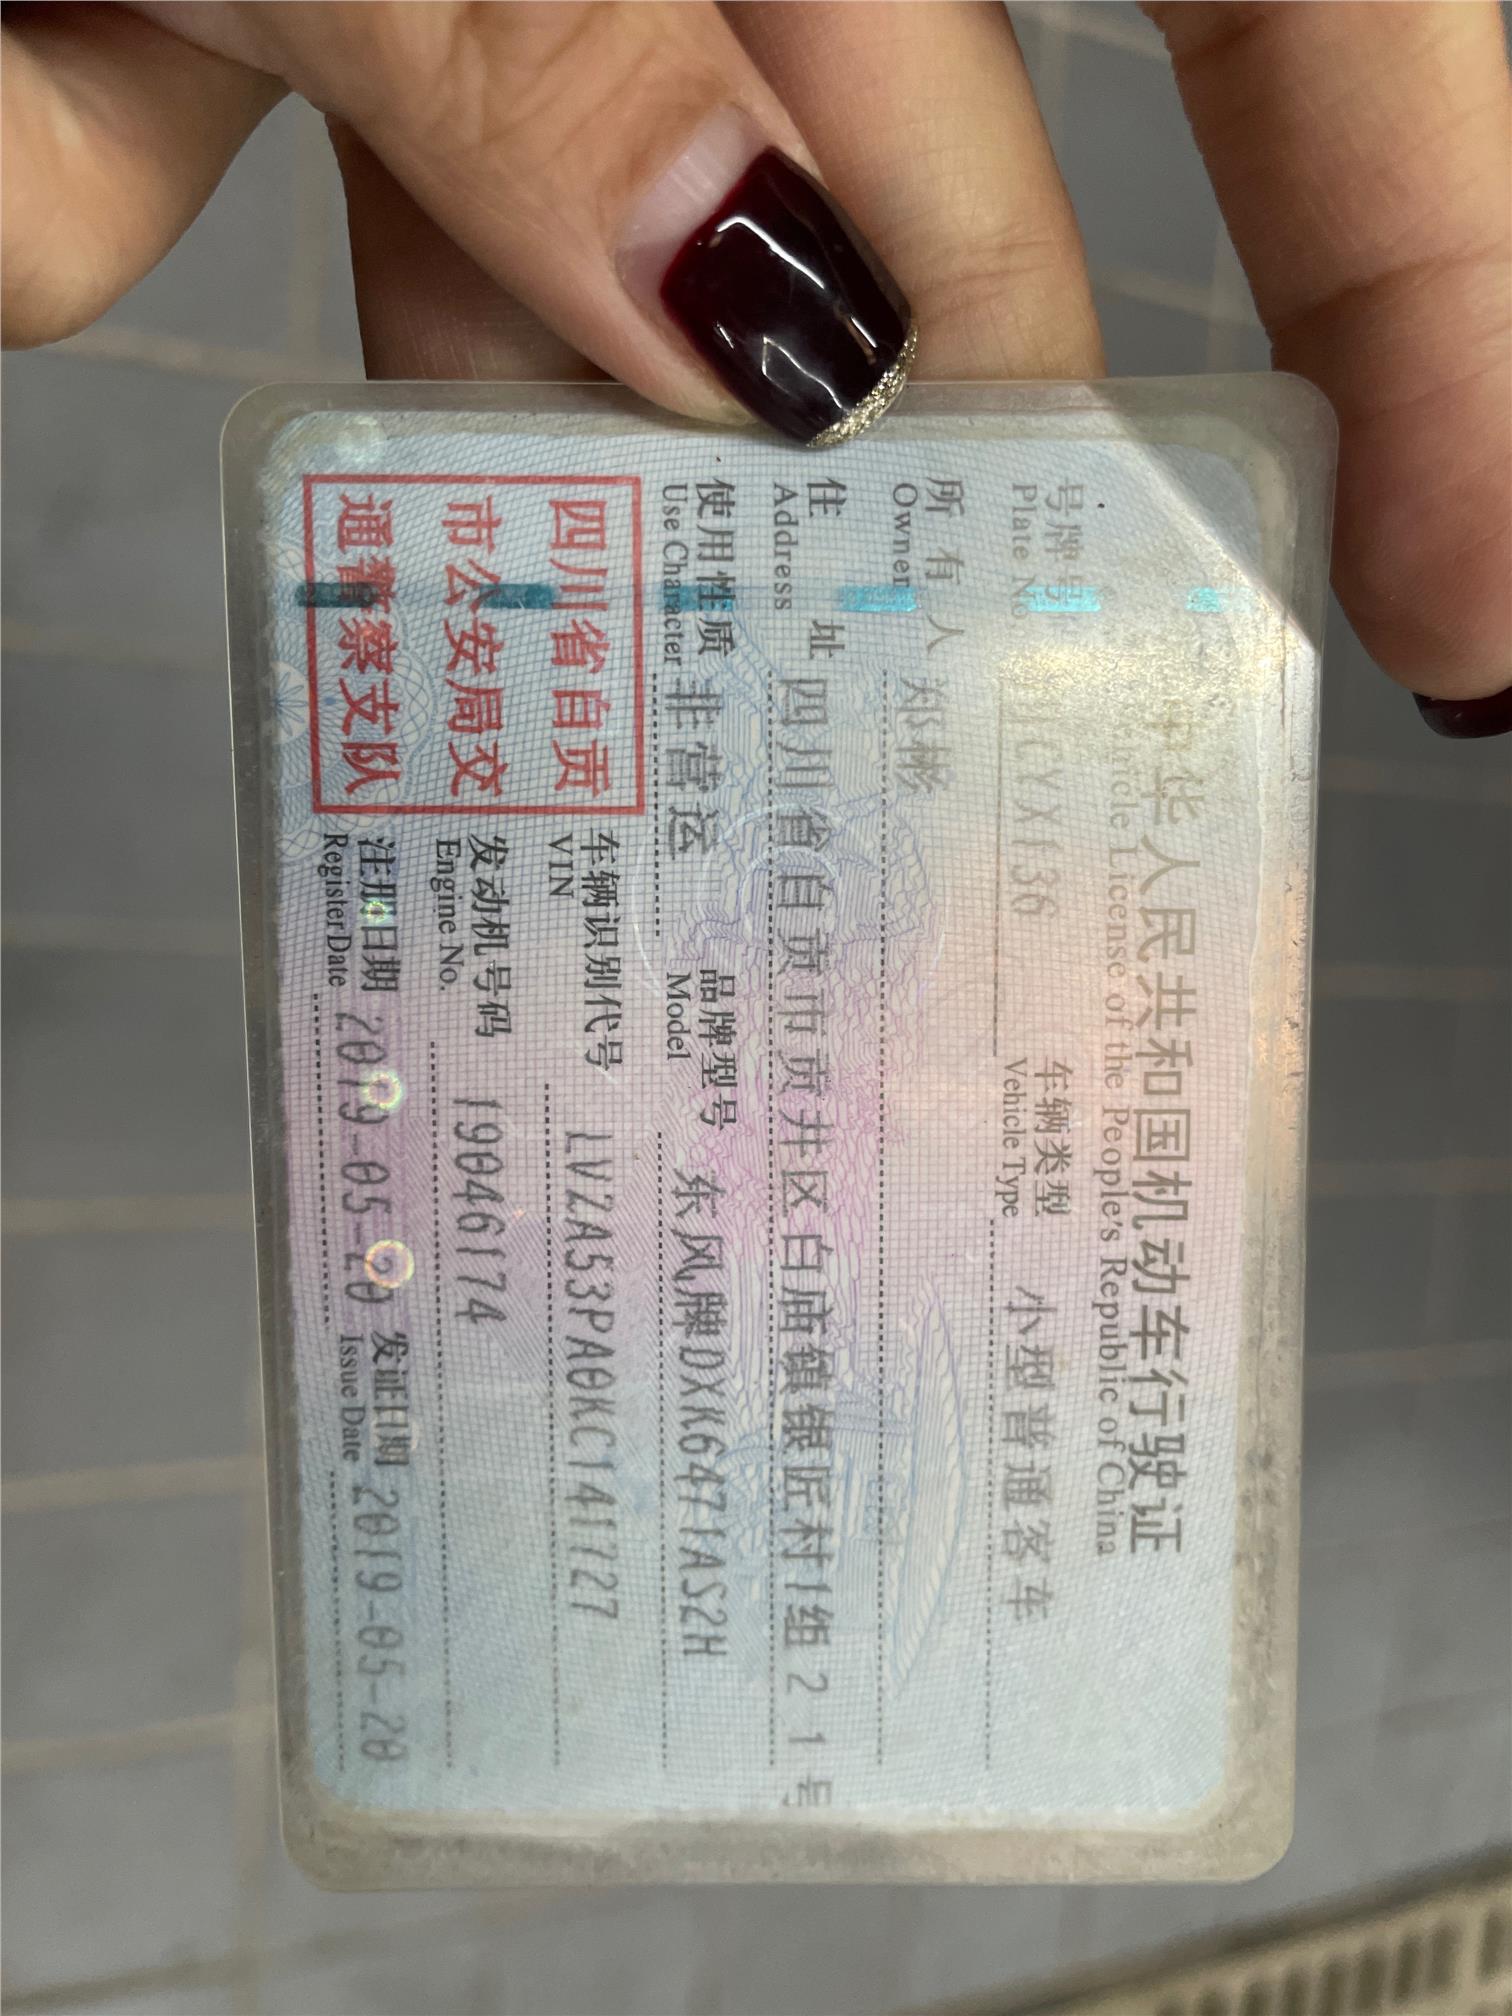 中华人民共和国机动车行驶证
Vehicle License of the People's Republic of China
号牌号
Plate No.
CYX136
车辆类型
Vehicle Type
小型普通客车
所有人
Owner
郑彬
住址
Address
四川省自贡市贡井区白庙镇银匠村1组21号
使用性质
Use Character
非营运
品牌型号
Model
东风牌DXK6471AS2H
四川省自贡
市公安局交
通警察支队
车辆识别代号
VIN
LVZA53PA0KC141727
发动机号码
Engine No.
19046174
注册日期
Register Date
2019-05-20
发证日期
Issue Date
2019-05-20